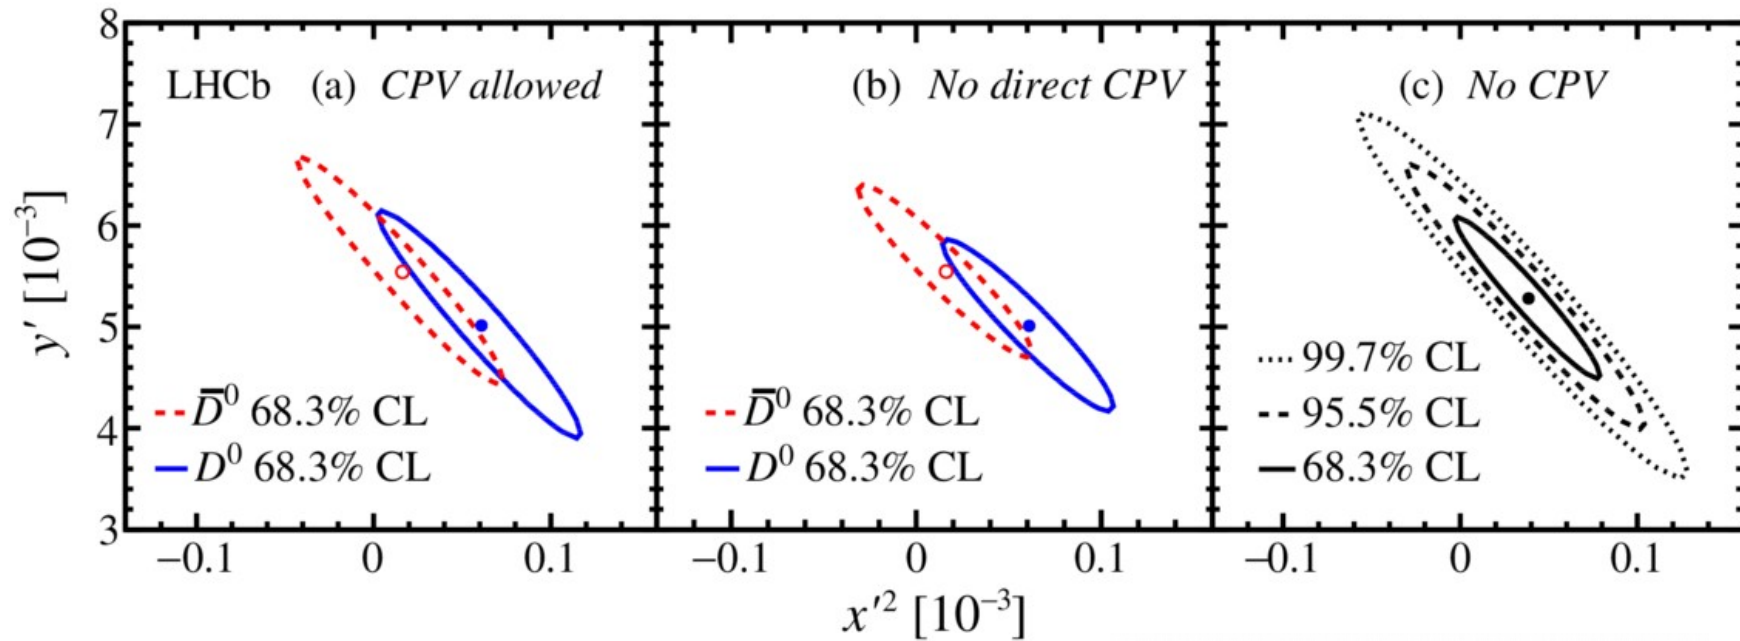 LHCb (a) CPV allowed
(b) No direct CPV
(c) No CPV
y′ [10⁻³]
8
7
6
5
4
3
D̅⁰ 68.3% CL
D⁰ 68.3% CL
D̅⁰ 68.3% CL
D⁰ 68.3% CL
99.7% CL
95.5% CL
68.3% CL
−0.1 0 0.1
−0.1 0 0.1
−0.1 0 0.1
x′² [10⁻³]